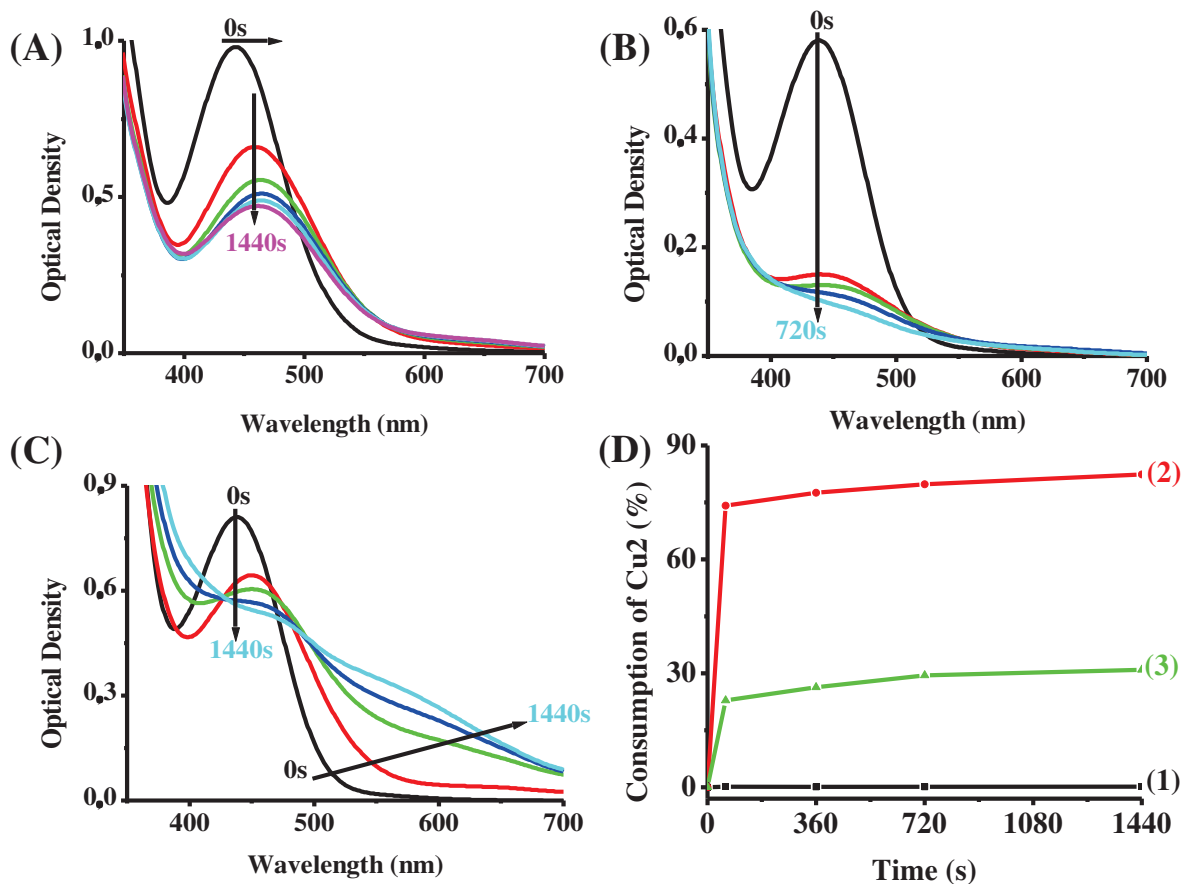 (A)
0s
1,0
0,5
0,0
Optical Density
1440s
400 500 600 700
Wavelength (nm)
(B)
0s
0,6
0,4
0,2
0,0
Optical Density
720s
400 500 600 700
Wavelength (nm)
(C)
0s
0,9
0,6
0,3
0,0
Optical Density
1440s
1440s
0s
400 500 600 700
Wavelength (nm)
(D)
90
60
30
0
Consumption of Cu2 (%)
(2)
(3)
(1)
0 360 720 1080 1440
Time (s)